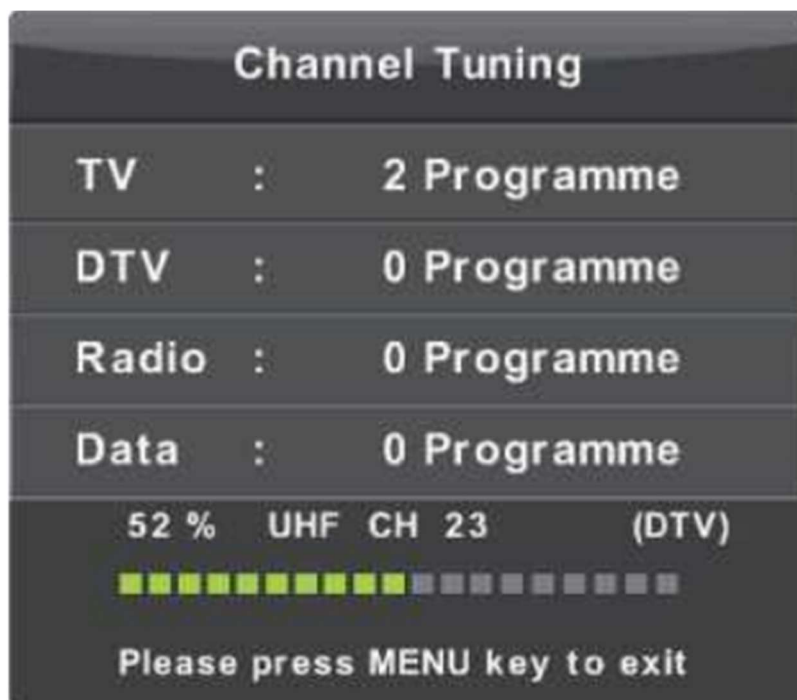 Channel Tuning
TV : 2 Programme
DTV : 0 Programme
Radio : 0 Programme
Data : 0 Programme
52 % UHF CH 23 (DTV)
Please press MENU key to exit